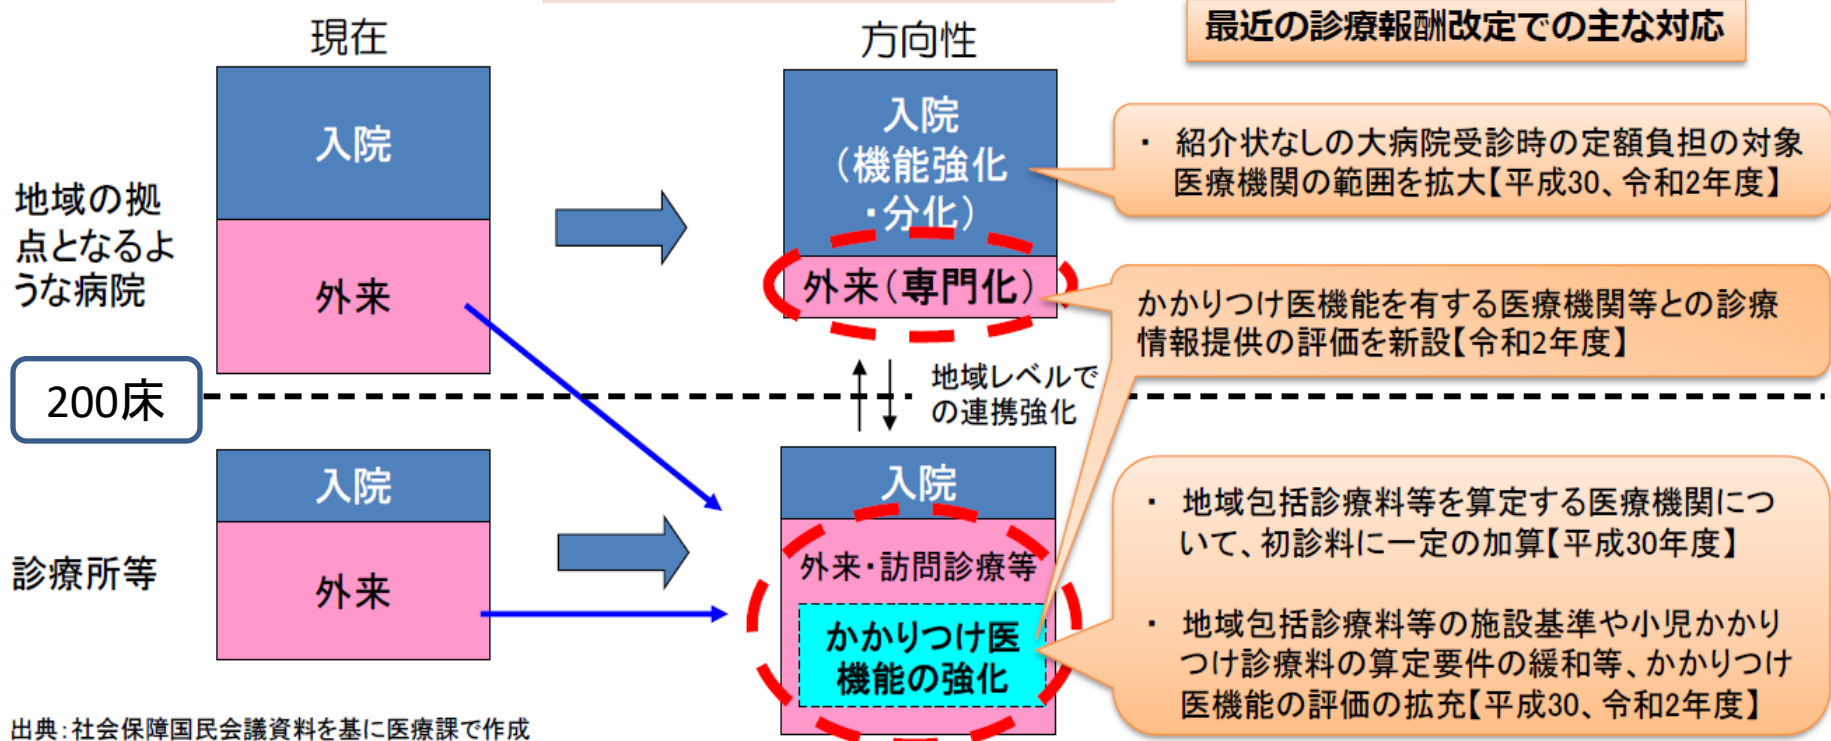 現在
方向性
最近の診療報酬改定での主な対応
地域の拠
点となるよ
うな病院
入院
外来
入院
(機能強化
・分化)
外来(専門化)
・ 紹介状なしの大病院受診時の定額負担の対象
医療機関の範囲を拡大【平成30、令和2年度】
かかりつけ医機能を有する医療機関等との診療
情報提供の評価を新設【令和2年度】
200床
地域レベルで
の連携強化
診療所等
入院
外来
入院
外来・訪問診療等
かかりつけ医
機能の強化
・ 地域包括診療料等を算定する医療機関につ
いて、初診料に一定の加算【平成30年度】
・ 地域包括診療料等の施設基準や小児かかり
つけ診療料の算定要件の緩和等、かかりつけ
医機能の評価の拡充【平成30、令和2年度】
出典:社会保障国民会議資料を基に医療課で作成